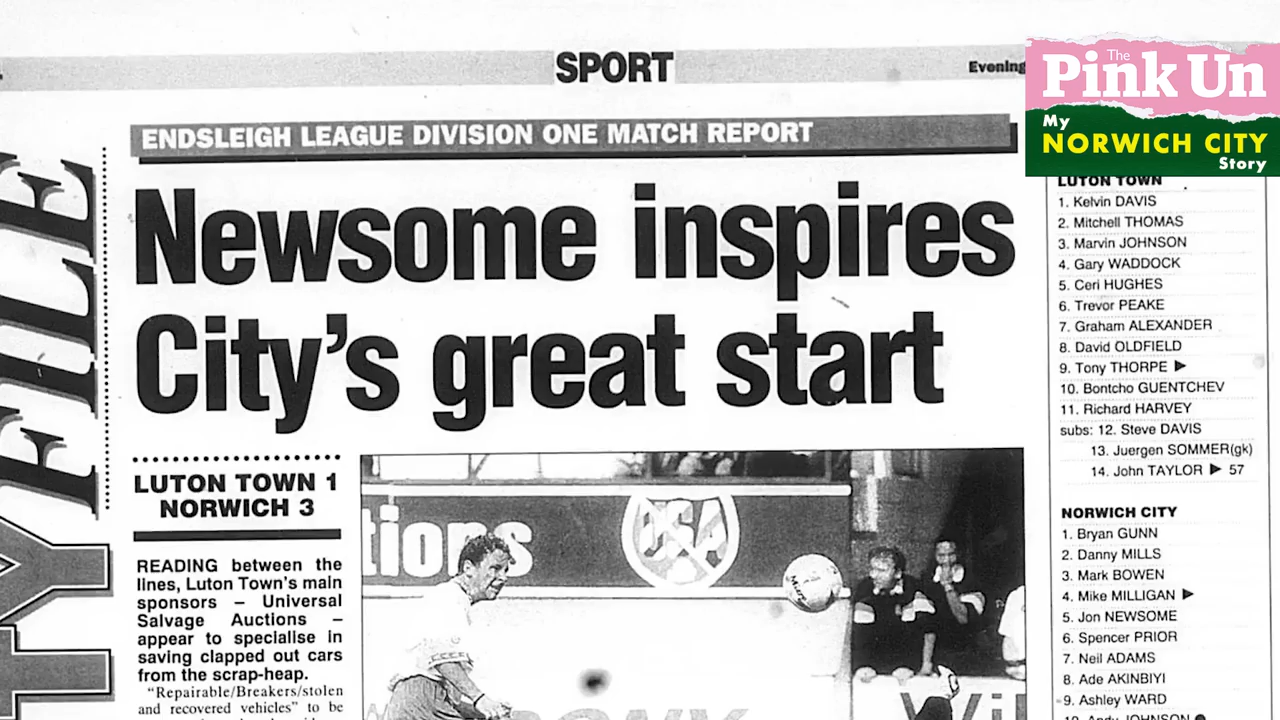 SPORT
Evening
The
Pink Un
My
NORWICH CITY
Story
ENDSLEIGH LEAGUE DIVISION ONE MATCH REPORT
Newsome inspires
City's great start
FILE
LUTON TOWN 1
NORWICH 3
READING between the
lines, Luton Town's main
sponsors – Universal
Salvage Auctions –
appear to specialise in
saving clapped out cars
from the scrap-heap.
"Repairable/Breakers/stolen
and recovered vehicles" to be
tions
USA
Mitre
LUTON TOWN
1. Kelvin DAVIS
2. Mitchell THOMAS
3. Marvin JOHNSON
4. Gary WADDOCK
5. Ceri HUGHES
6. Trevor PEAKE
7. Graham ALEXANDER
8. David OLDFIELD
9. Tony THORPE ▶
10. Bontcho GUENTCHEV
11. Richard HARVEY
subs: 12. Steve DAVIS
13. Juergen SOMMER(gk)
14. John TAYLOR ▶ 57
NORWICH CITY
1. Bryan GUNN
2. Danny MILLS
3. Mark BOWEN
4. Mike MILLIGAN ▶
5. Jon NEWSOME
6. Spencer PRIOR
7. Neil ADAMS
8. Ade AKINBIYI
9. Ashley WARD
10. Andy JOHNSON